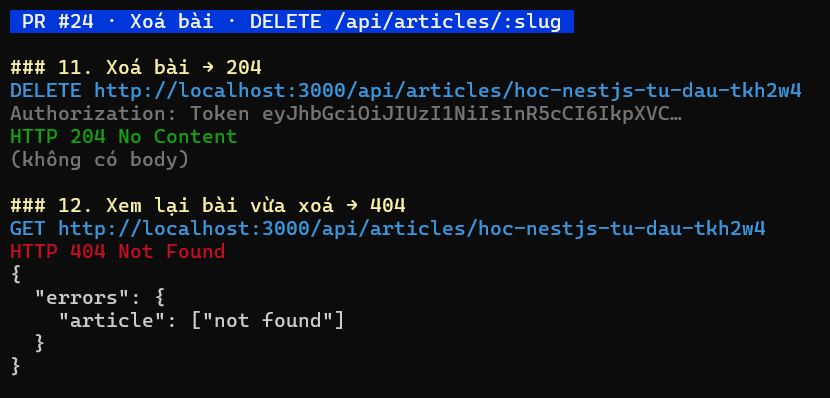 PR #24 · Xoá bài · DELETE /api/articles/:slug
### 11. Xoá bài → 204
DELETE http://localhost:3000/api/articles/hoc-nestjs-tu-dau-tkh2w4
Authorization: Token eyJhbGciOiJIUzI1NiIsInR5cCI6IkpXVC…
HTTP 204 No Content
(không có body)
### 12. Xem lại bài vừa xoá → 404
GET http://localhost:3000/api/articles/hoc-nestjs-tu-dau-tkh2w4
HTTP 404 Not Found
{
  "errors": {
    "article": ["not found"]
  }
}